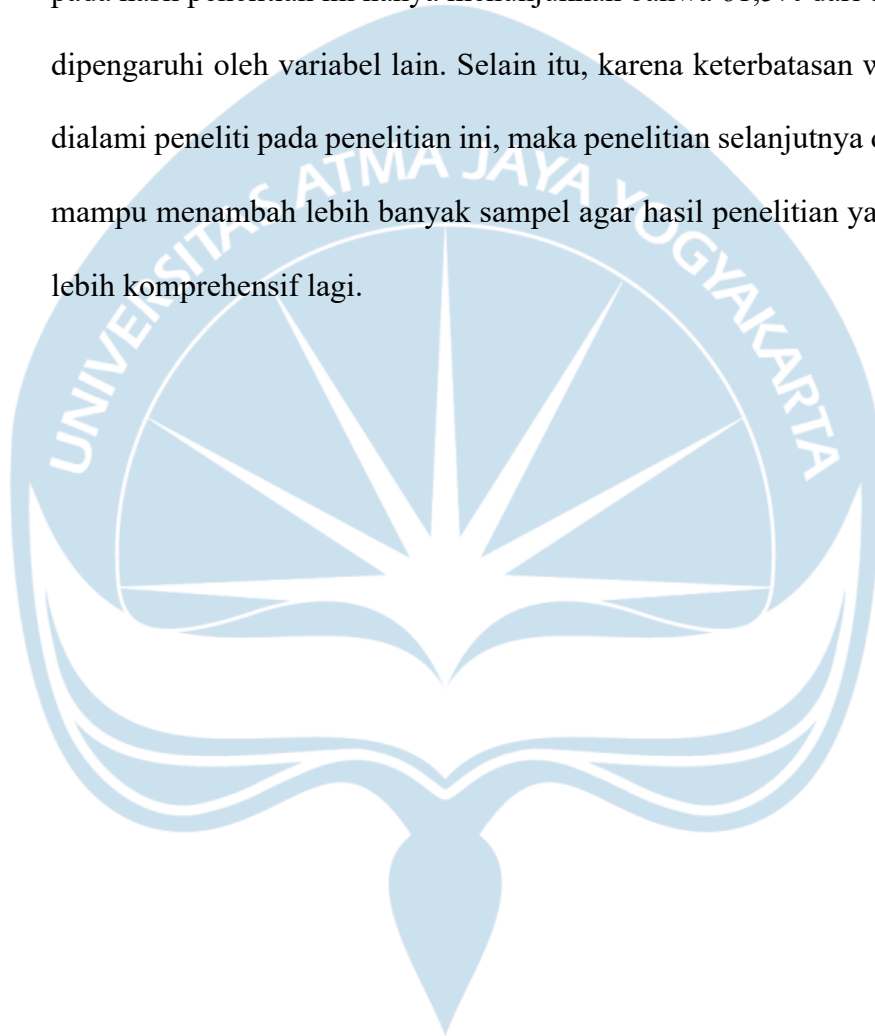 dipengaruhi oleh variabel lain. Selain itu, karena keterbatasan
dialami peneliti pada penelitian ini, maka penelitian selanjutnya
mampu menambah lebih banyak sampel agar hasil penelitian
lebih komprehensif lagi.
UNIVERSITAS ATMA JAYA YOGYAKARTA